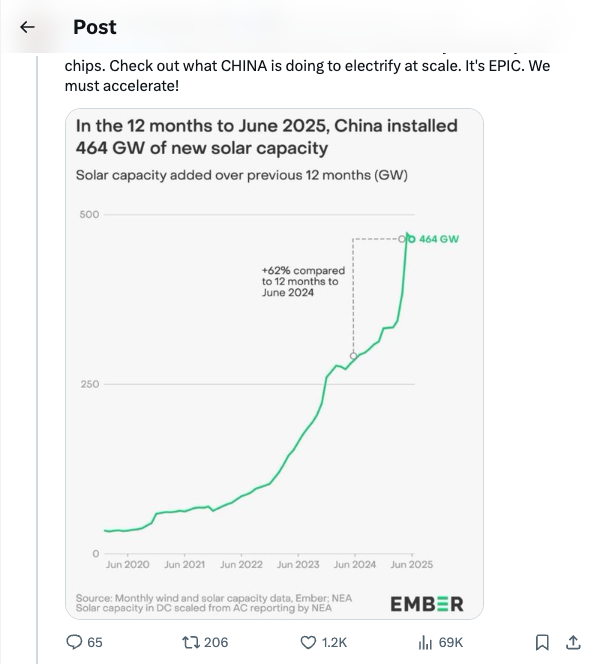 Post
chips. Check out what CHINA is doing to electrify at scale. It's EPIC. We
must accelerate!
In the 12 months to June 2025, China installed
464 GW of new solar capacity
Solar capacity added over previous 12 months (GW)
500
464 GW
+62% compared
to 12 months to
June 2024
250
0
Jun 2020 Jun 2021 Jun 2022 Jun 2023 Jun 2024 Jun 2025
Source: Monthly wind and solar capacity data, Ember; NEA
Solar capacity in DC scaled from AC reporting by NEA
EMBER
65 206 1.2K 69K